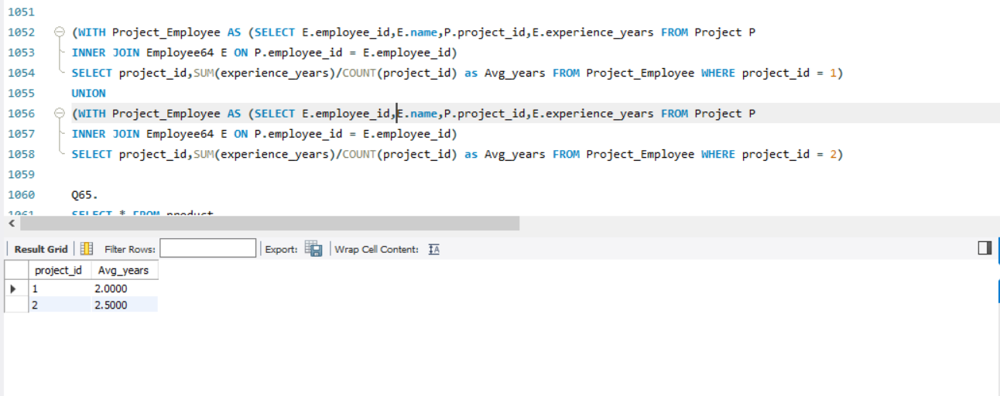 1051
1052 (WITH Project_Employee AS (SELECT E.employee_id,E.name,P.project_id,E.experience_years FROM Project P
1053 INNER JOIN Employee64 E ON P.employee_id = E.employee_id)
1054 SELECT project_id,SUM(experience_years)/COUNT(project_id) as Avg_years FROM Project_Employee WHERE project_id = 1)
1055 UNION
1056 (WITH Project_Employee AS (SELECT E.employee_id,E.name,P.project_id,E.experience_years FROM Project P
1057 INNER JOIN Employee64 E ON P.employee_id = E.employee_id)
1058 SELECT project_id,SUM(experience_years)/COUNT(project_id) as Avg_years FROM Project_Employee WHERE project_id = 2)
1059
1060 Q65.
1061 SELECT * FROM product
Result Grid Filter Rows: Export: Wrap Cell Content:
project_id Avg_years
1 2.0000
2 2.5000